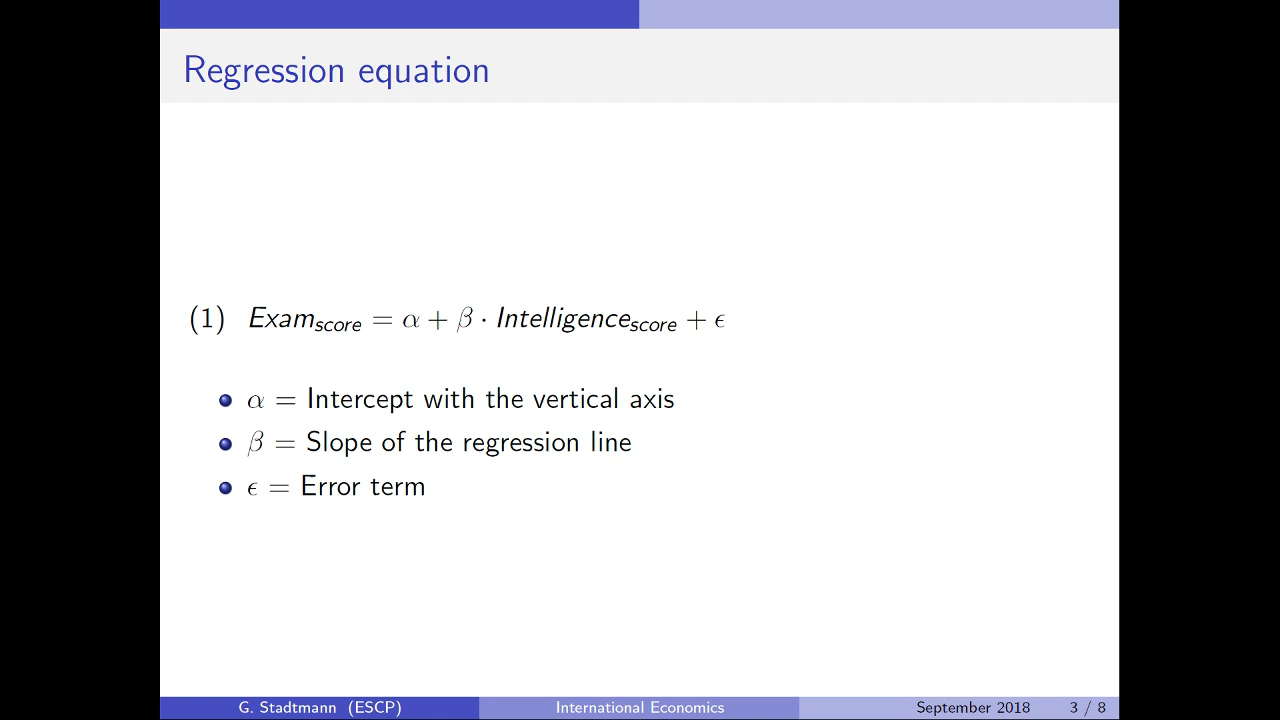 Regression equation
(1) Exam_score = α + β · Intelligence_score + ϵ
α = Intercept with the vertical axis
β = Slope of the regression line
ϵ = Error term
G. Stadtmann (ESCP) International Economics September 2018 3 / 8